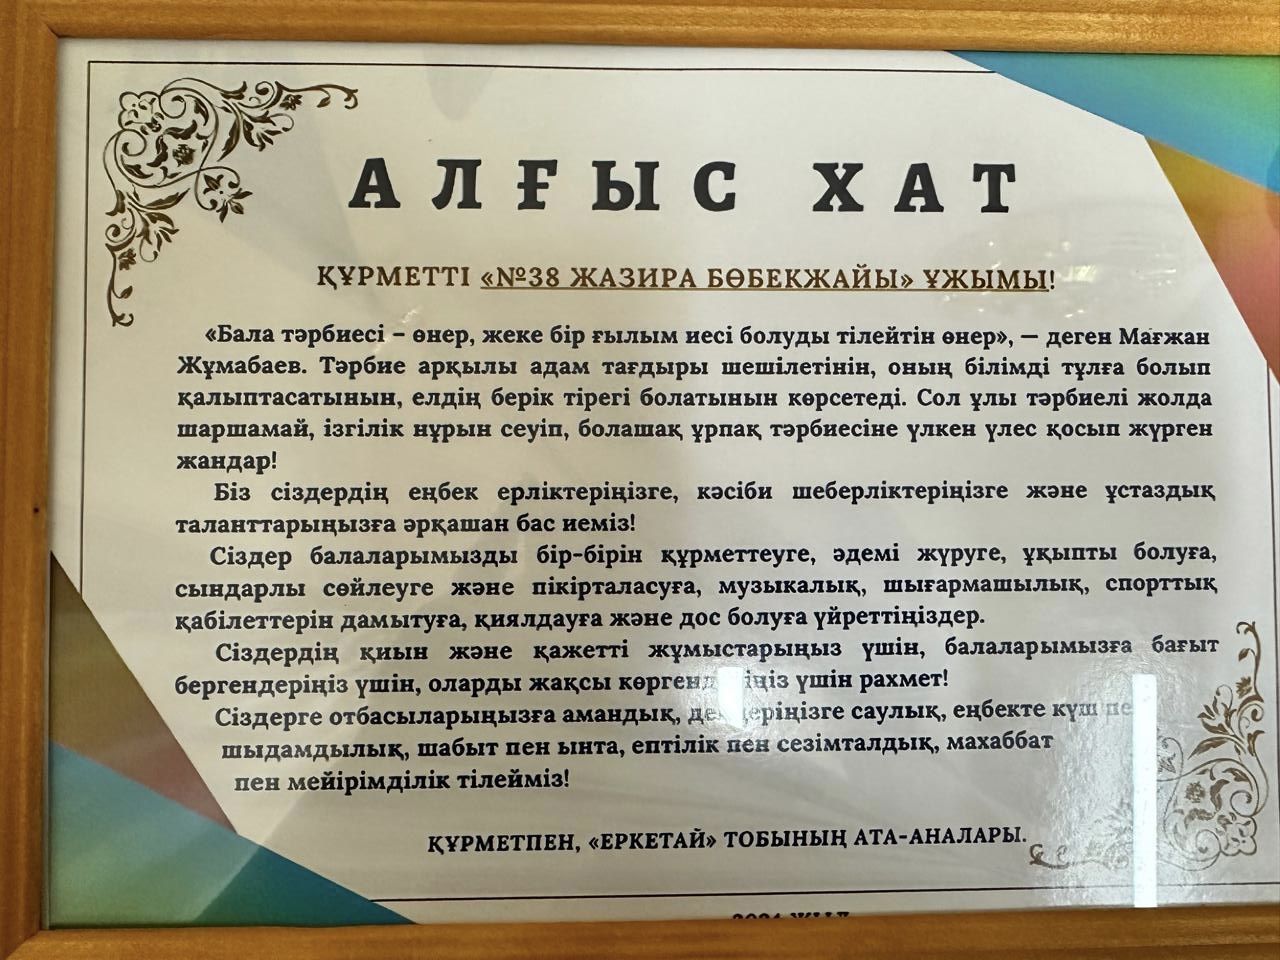 АЛҒЫС ХАТ
ҚҰРМЕТТІ «№38 ЖАЗИРА БӨБЕКЖАЙЫ» ҰЖЫМЫ!
«Бала тәрбиесі – өнер, жеке бір ғылым иесі болуды тілейтін өнер», — деген Мағжан
Жұмабаев. Тәрбие арқылы адам тағдыры шешілетінін, оның білімді тұлға болып
қалыптасатынын, елдің берік тірегі болатынын көрсетеді. Сол ұлы тәрбиелі жолда
шаршамай, ізгілік нұрын сеуіп, болашақ ұрпақ тәрбиесіне үлкен үлес қосып жүрген
жандар!
Біз сіздердің еңбек ерліктеріңізге, кәсіби шеберліктеріңізге және ұстаздық
таланттарыңызға әрқашан бас иеміз!
Сіздер балаларымызды бір-бірін құрметтеуге, әдемі жүруге, ұқыпты болуға,
сындарлы сөйлеуге және пікірталасуға, музыкалық, шығармашылық, спорттық
қабілеттерін дамытуға, қиялдауға және дос болуға үйреттіңіздер.
Сіздердің қиын және қажетті жұмыстарыңыз үшін, балаларымызға бағыт
бергендеріңіз үшін, оларды жақсы үшін рахмет!
Сіздерге отбасыларыңызға амандық, саулық, еңбекте күш пе
шыдамдылық, шабыт пен ынта, ептілік пен сезімталдық, махаббат
пен мейірімділік тілейміз!
ҚҰРМЕТПЕН, «ЕРКЕТАЙ» ТОБЫНЫҢ АТА-АНАЛАРЫ.